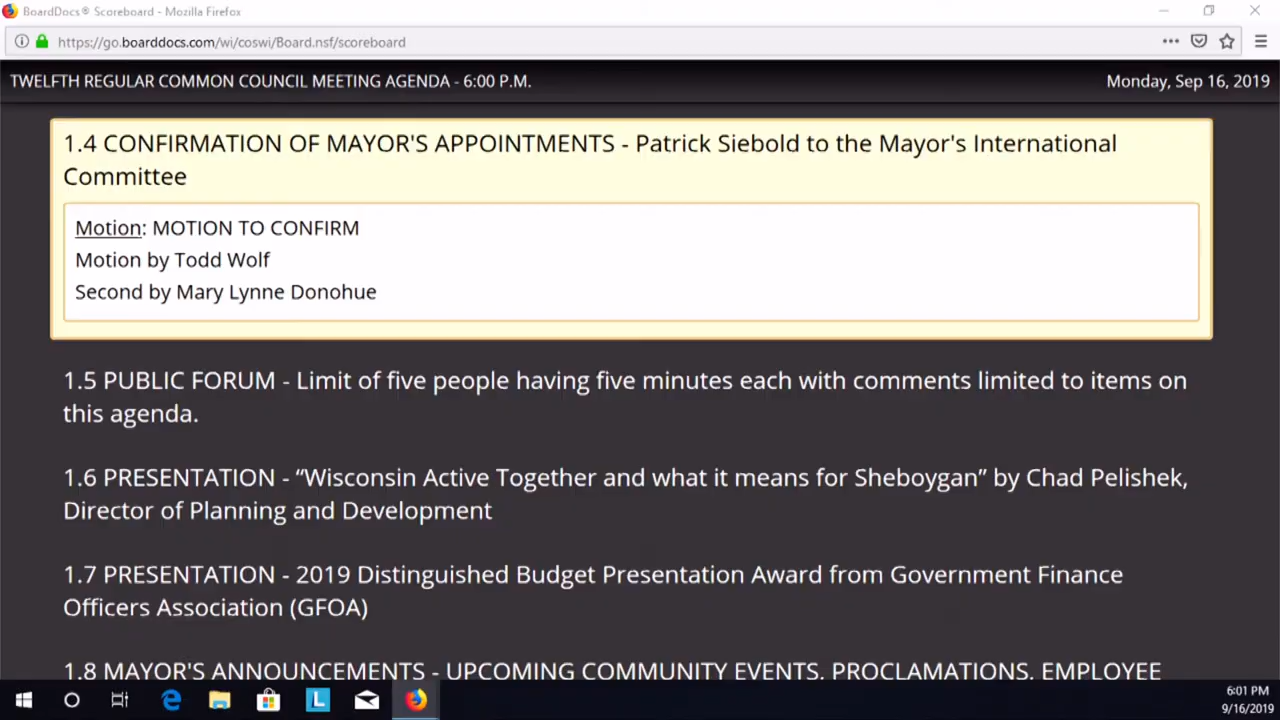 BoardDocs® Scoreboard - Mozilla Firefox
https://go.boarddocs.com/wi/coswi/Board.nsf/scoreboard
TWELFTH REGULAR COMMON COUNCIL MEETING AGENDA - 6:00 P.M.
Monday, Sep 16, 2019
1.4 CONFIRMATION OF MAYOR'S APPOINTMENTS - Patrick Siebold to the Mayor's International
Committee
Motion: MOTION TO CONFIRM
Motion by Todd Wolf
Second by Mary Lynne Donohue
1.5 PUBLIC FORUM - Limit of five people having five minutes each with comments limited to items on
this agenda.
1.6 PRESENTATION - “Wisconsin Active Together and what it means for Sheboygan” by Chad Pelishek,
Director of Planning and Development
1.7 PRESENTATION - 2019 Distinguished Budget Presentation Award from Government Finance
Officers Association (GFOA)
1.8 MAYOR'S ANNOUNCEMENTS - UPCOMING COMMUNITY EVENTS, PROCLAMATIONS, EMPLOYEE
L
6:01 PM
9/16/2019